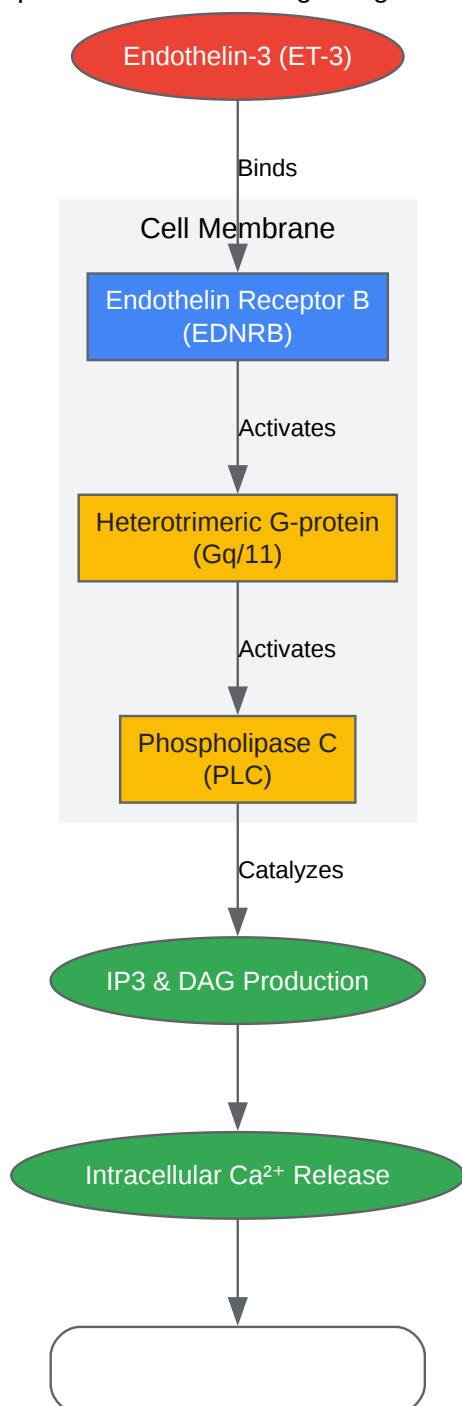 Endothelin-3 (ET-3)
Binds
Cell Membrane
Endothelin Receptor B
(EDNRB)
Activates
Heterotrimeric G-protein
(Gq/11)
Activates
Phospholipase C
(PLC)
Catalyzes
IP3 & DAG Production
Intracellular Ca²⁺ Release